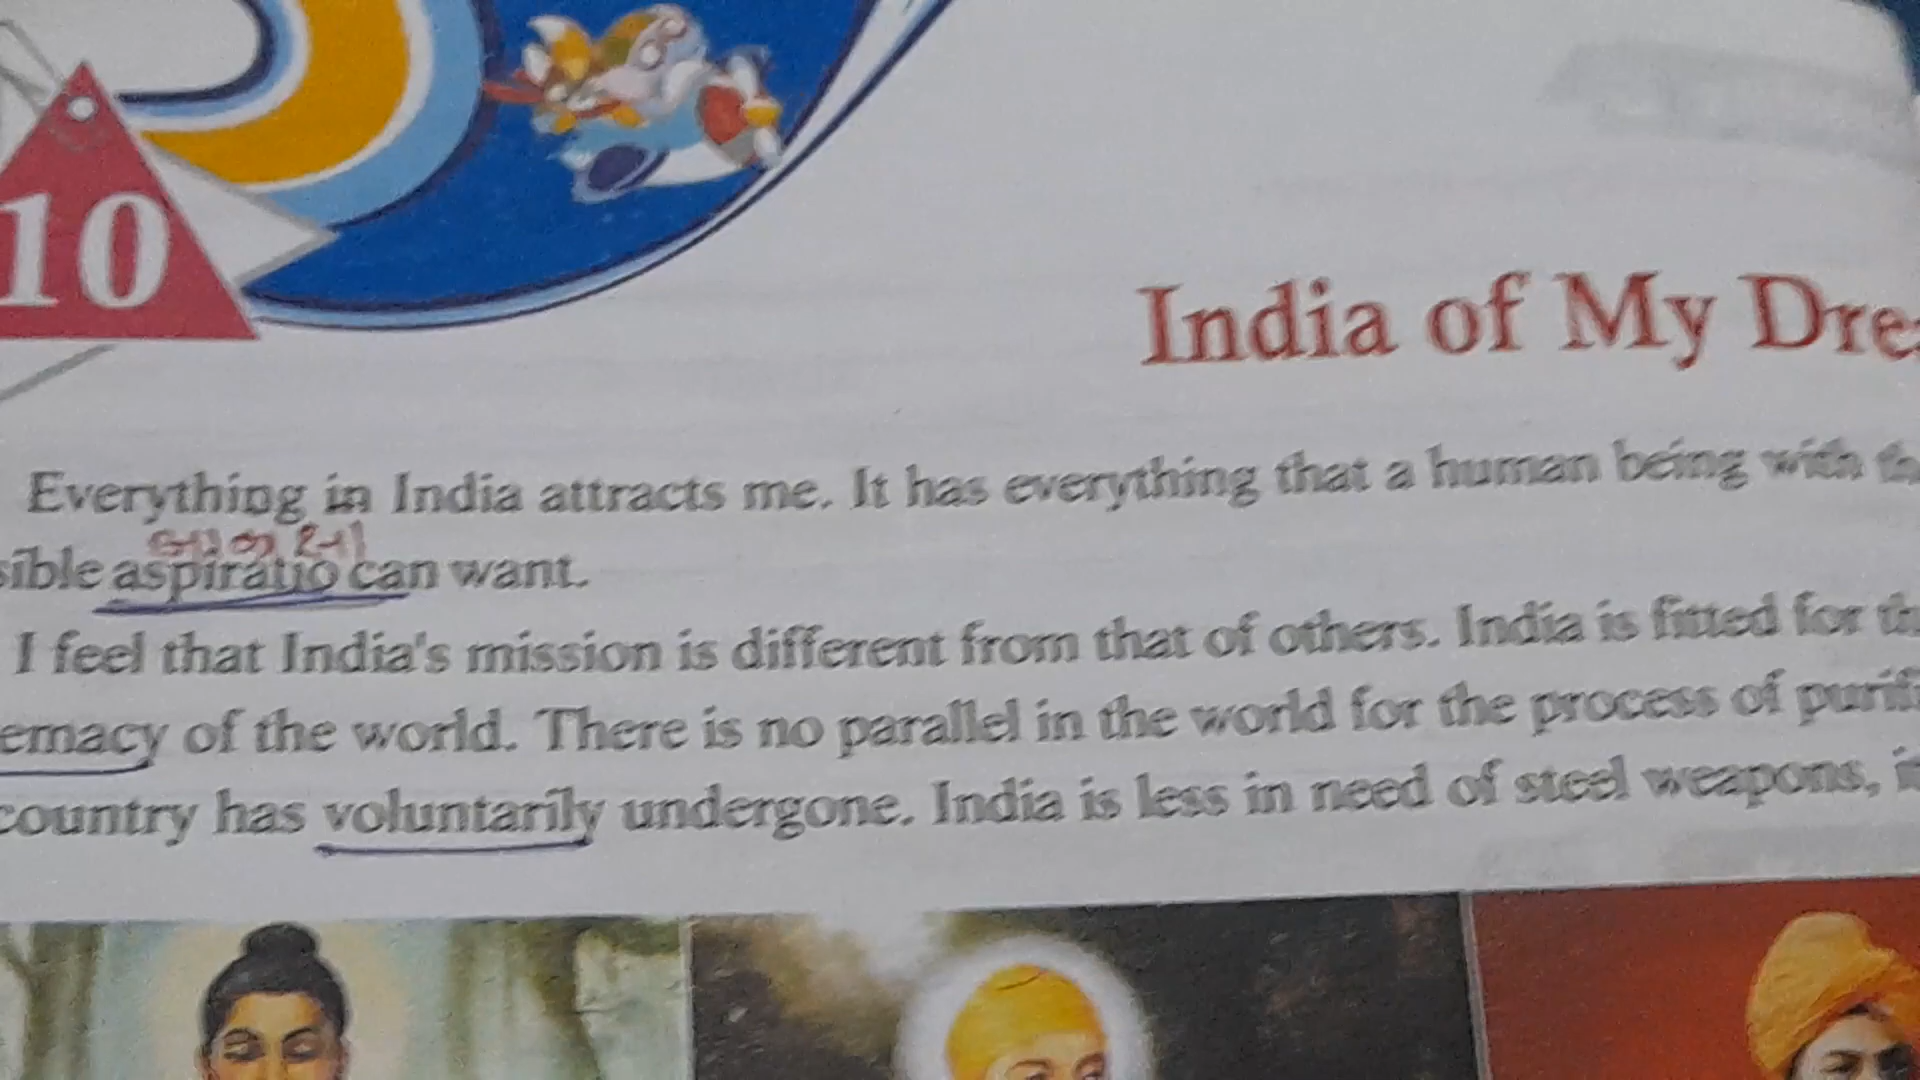 10
India of My Dre
Everything in India attracts me. It has everything that a human being with
sible aspiratio can want.
I feel that India's mission is different from that of others. India is fitted for th
emacy of the world. There is no parallel in the world for the process of purifi
country has voluntarily undergone. India is less in need of steel weapons, i